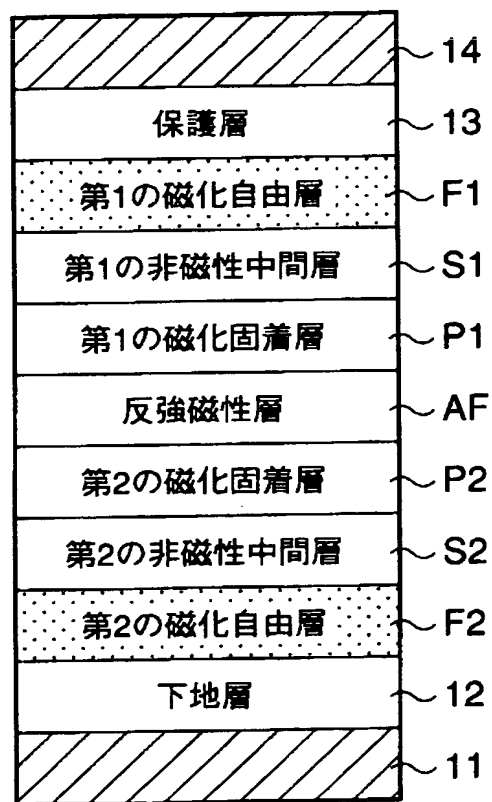 14
保護層 13
第1の磁化自由層 F1
第1の非磁性中間層 S1
第1の磁化固着層 P1
反強磁性層 AF
第2の磁化固着層 P2
第2の非磁性中間層 S2
第2の磁化自由層 F2
下地層 12
11